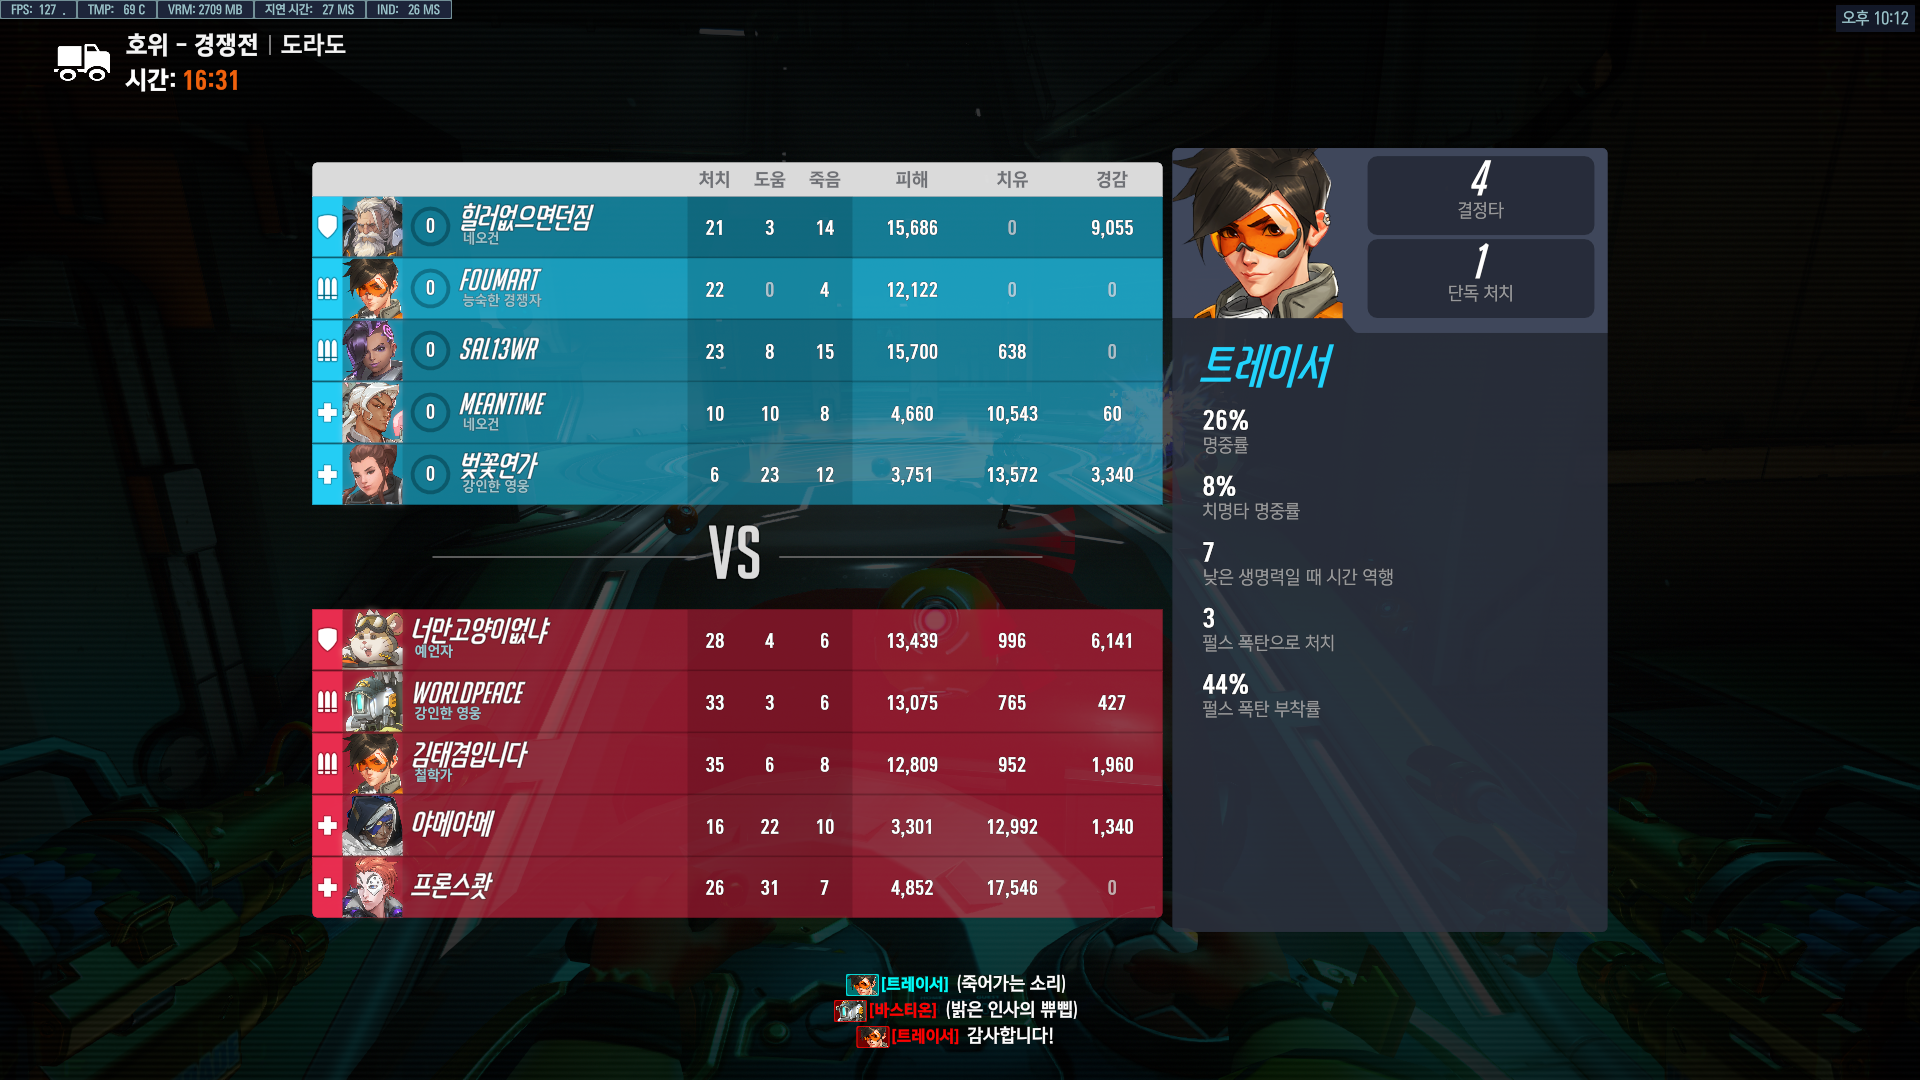 FPS: 127 . TMP: 69 C VRM: 2709 MB 지연 시간: 27 MS IND: 26 MS
오후 10:12
호위 - 경쟁전 | 도라도
시간: 16:31
처치 도움 죽음 피해 치유 경감
0 힐러없으면던짐 21 3 14 15,686 0 9,055
네오건
0 FOUMART 22 0 4 12,122 0 0
능숙한 경쟁자
0 SAL13WR 23 8 15 15,700 638 0
0 MEANTIME 10 10 8 4,660 10,543 60
네오건
0 벚꽃연가 6 23 12 3,751 13,572 3,340
강인한 영웅
VS
너만고양이없냐 28 4 6 13,439 996 6,141
예언자
WORLDPEACE 33 3 6 13,075 765 427
강인한 영웅
김태겸입니다 35 6 8 12,809 952 1,960
철학가
야메야메 16 22 10 3,301 12,992 1,340
프론스쾃 26 31 7 4,852 17,546 0
4
결정타
1
단독 처치
트레이서
26%
명중률
8%
치명타 명중률
7
낮은 생명력일 때 시간 역행
3
펄스 폭탄으로 처치
44%
펄스 폭탄 부착률
[트레이서] (죽어가는 소리)
[바스티온] (밝은 인사의 쀼삡)
[트레이서] 감사합니다!